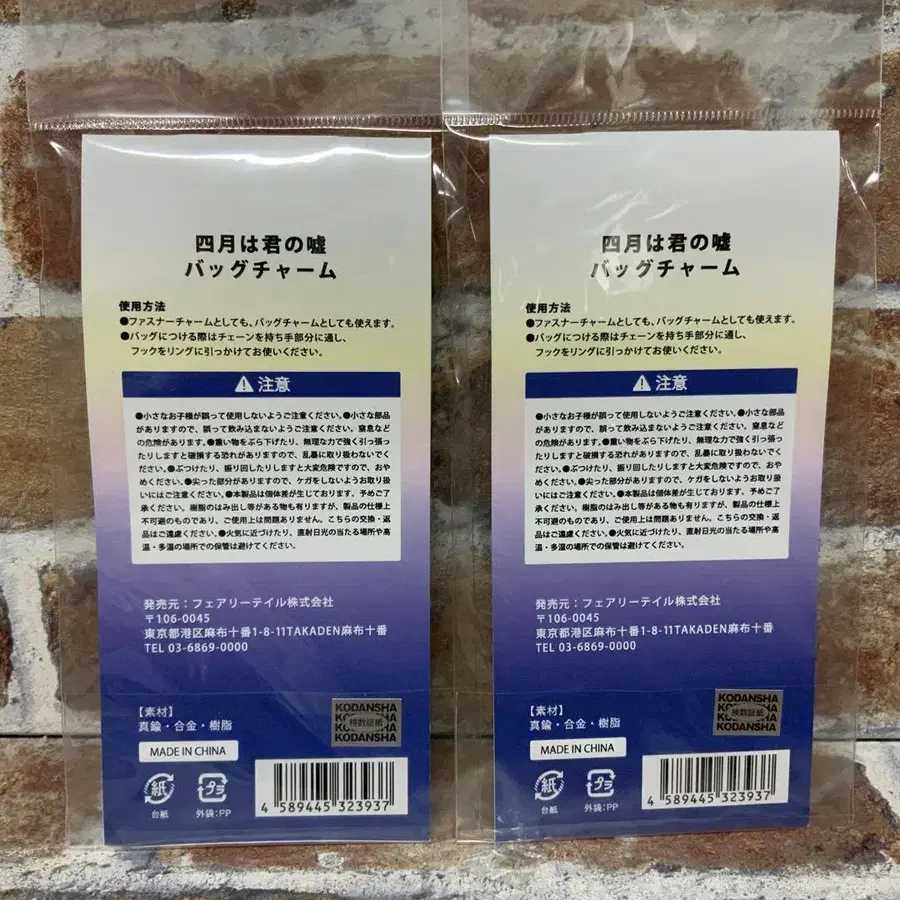 四月は君の嘘
バッグチャーム
使用方法
●ファスナーチャームとしても、バッグチャームとしても使えます。
●バッグにつける際はチェーンを持ち手部分に通し、
フックをリングに引っかけてお使いください。
注意
●小さなお子様が誤って使用しないようご注意ください。●小さな部品
がありますので、誤って飲み込まないようご注意ください。窒息など
の危険があります。●重い物をぶら下げたり、無理な力で強く引っ張っ
たりしますと破損する恐れがありますので、乱暴に取り扱わないでく
ださい。●ぶつけたり、振り回したりしますと大変危険ですので、おや
めください。●尖った部分がありますので、ケガをしないようお取り扱
いにはご注意ください。●本製品は個体差が生じております。予めご了
承ください。樹脂のはみ出し等がある物も有りますが、製品の仕様上
不可避のものであり、ご使用上は問題ありません。こちらの交換・返
品はご遠慮ください。●火気に近づけたり、直射日光の当たる場所や高
温・多湿の場所での保管は避けてください。
発売元：フェアリーテイル株式会社
〒106-0045
東京都港区麻布十番1-8-11TAKADEN麻布十番
TEL 03-6869-0000
【素材】
真鍮・合金・樹脂
MADE IN CHINA
KODANSHA
検数証紙
KODANSHA
紙
台紙
プラ
外袋:PP
4 589445 323937
四月は君の嘘
バッグチャーム
使用方法
●ファスナーチャームとしても、バッグチャームとしても使えます。
●バッグにつける際はチェーンを持ち手部分に通し、
フックをリングに引っかけてお使いください。
注意
●小さなお子様が誤って使用しないようご注意ください。●小さな部品
がありますので、誤って飲み込まないようご注意ください。窒息など
の危険があります。●重い物をぶら下げたり、無理な力で強く引っ張っ
たりしますと破損する恐れがありますので、乱暴に取り扱わないでく
ださい。●ぶつけたり、振り回したりしますと大変危険ですので、おや
めください。●尖った部分がありますので、ケガをしないようお取り扱
いにはご注意ください。●本製品は個体差が生じております。予めご了
承ください。樹脂のはみ出し等がある物も有りますが、製品の仕様上
不可避のものであり、ご使用上は問題ありません。こちらの交換・返
品はご遠慮ください。●火気に近づけたり、直射日光の当たる場所や高
温・多湿の場所での保管は避けてください。
発売元：フェアリーテイル株式会社
〒106-0045
東京都港区麻布十番1-8-11TAKADEN麻布十番
TEL 03-6869-0000
【素材】
真鍮・合金・樹脂
MADE IN CHINA
KODANSHA
検数証紙
KODANSHA
紙
台紙
プラ
外袋:PP
4 589445 323937